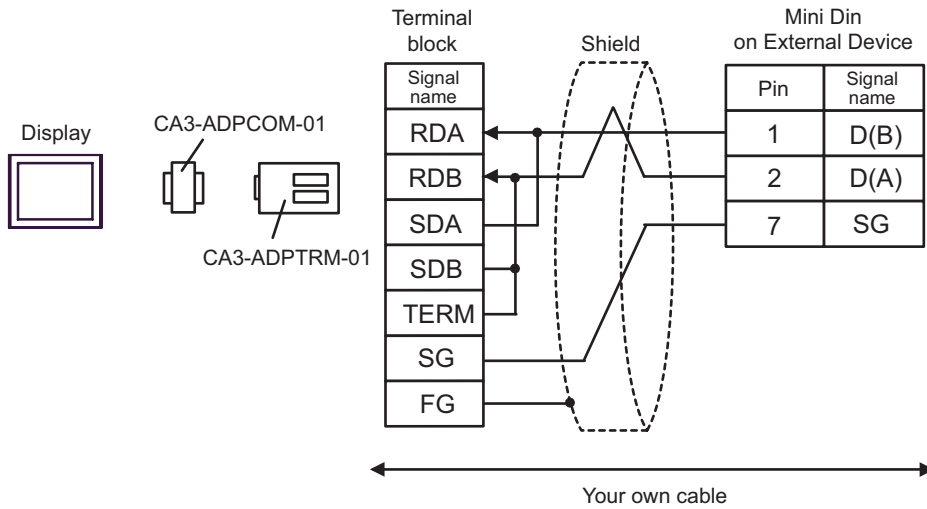 Display
CA3-ADPCOM-01
CA3-ADPTRM-01
Terminal
block
Signal
name
RDA
RDB
SDA
SDB
TERM
SG
FG
Shield
Mini Din
on External Device
Pin Signal
name
1 D(B)
2 D(A)
7 SG
Your own cable